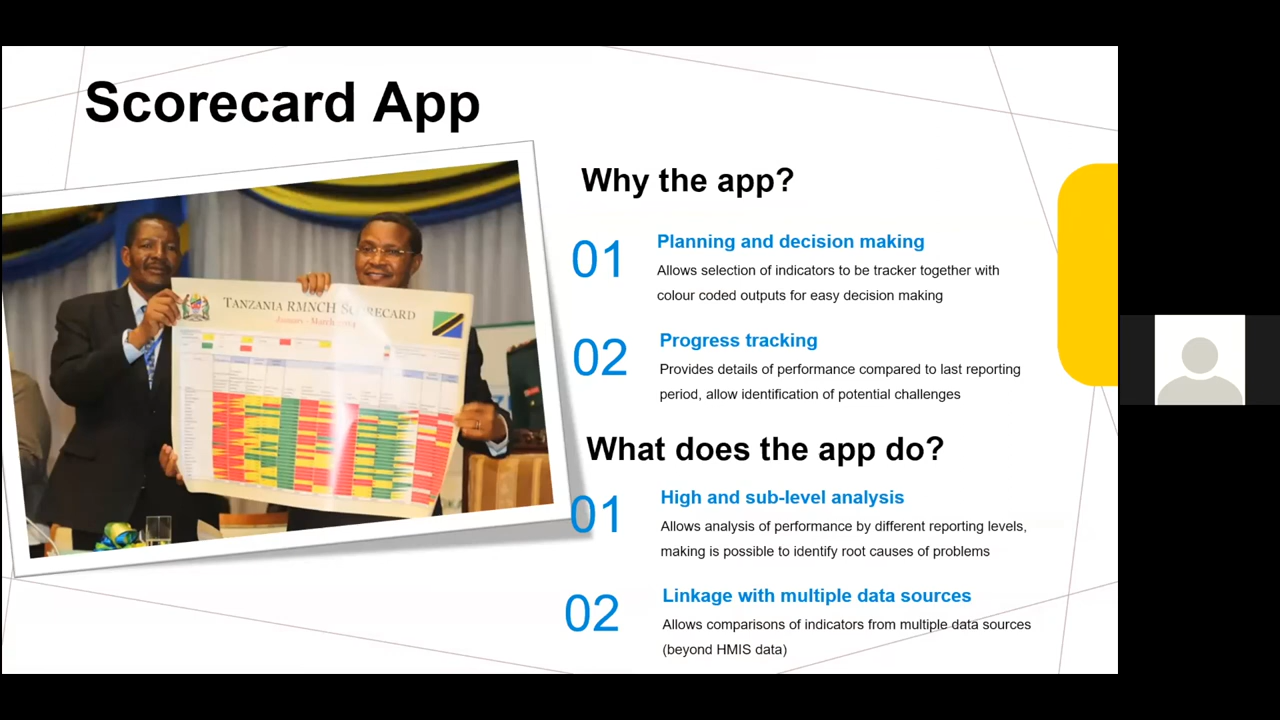 Scorecard App
TANZANIA RMNCH SCORECARD
January - March 2014
Why the app?
01
Planning and decision making
Allows selection of indicators to be tracker together with
colour coded outputs for easy decision making
02
Progress tracking
Provides details of performance compared to last reporting
period, allow identification of potential challenges
What does the app do?
01
High and sub-level analysis
Allows analysis of performance by different reporting levels,
making is possible to identify root causes of problems
02
Linkage with multiple data sources
Allows comparisons of indicators from multiple data sources
(beyond HMIS data)